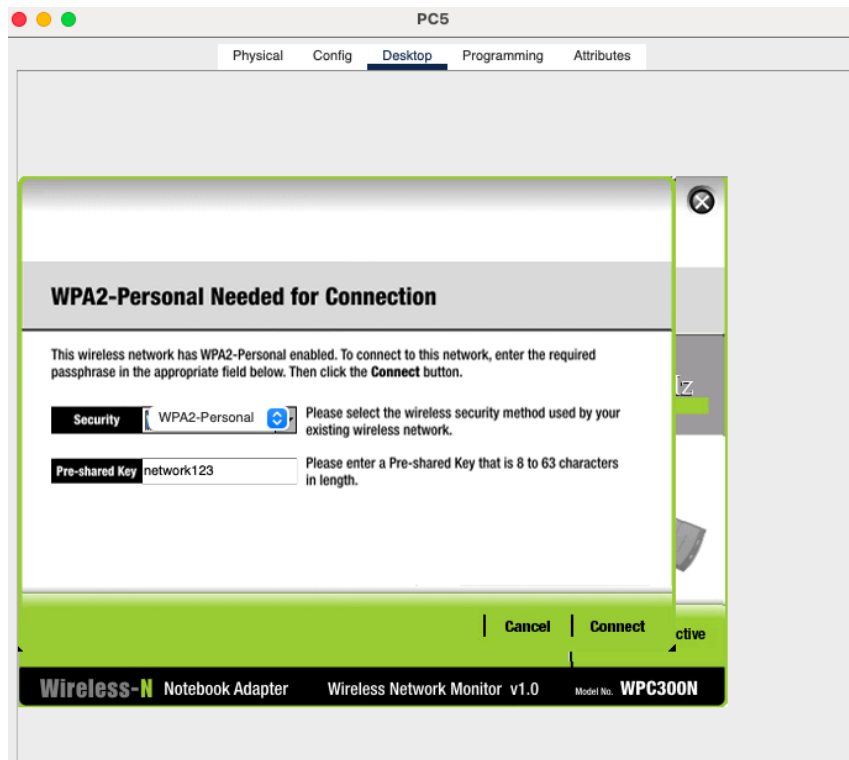 PC5
Physical Config Desktop Programming Attributes
WPA2-Personal Needed for Connection
This wireless network has WPA2-Personal enabled. To connect to this network, enter the required
passphrase in the appropriate field below. Then click the Connect button.
Security WPA2-Personal Please select the wireless security method used by your
existing wireless network.
Pre-shared Key network123 Please enter a Pre-shared Key that is 8 to 63 characters
in length.
Cancel Connect
Wireless-N Notebook Adapter Wireless Network Monitor v1.0 Model No. WPC300N